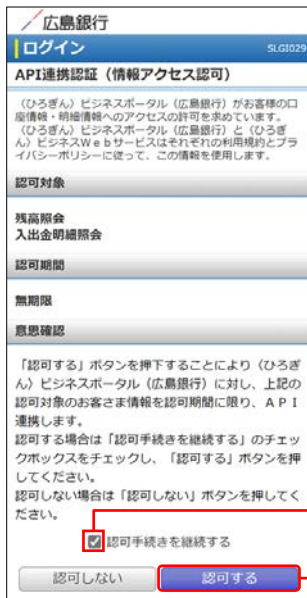 広島銀行
ログイン
SLGI029
API連携認証（情報アクセス認可）
〈ひろぎん〉ビジネスポータル（広島銀行）がお客様の口
座情報・明細情報へのアクセスの許可を求めています。
〈ひろぎん〉ビジネスポータル（広島銀行）と〈ひろぎ
ん〉ビジネスWebサービスはそれぞれの利用規約とプラ
イバシーポリシーに従って、この情報を使用します。
認可対象
残高照会
入出金明細照会
認可期間
無期限
意思確認
「認可する」ボタンを押下することにより〈ひろぎ
ん〉ビジネスポータル（広島銀行）に対し、上記の
認可対象のお客さま情報を認可期間に限り、API
連携します。
認可する場合は「認可手続きを継続する」のチェッ
クボックスをチェックし、「認可する」ボタンを押
してください。
認可しない場合は「認可しない」ボタンを押してく
ださい。
認可手続きを継続する
認可しない
認可する